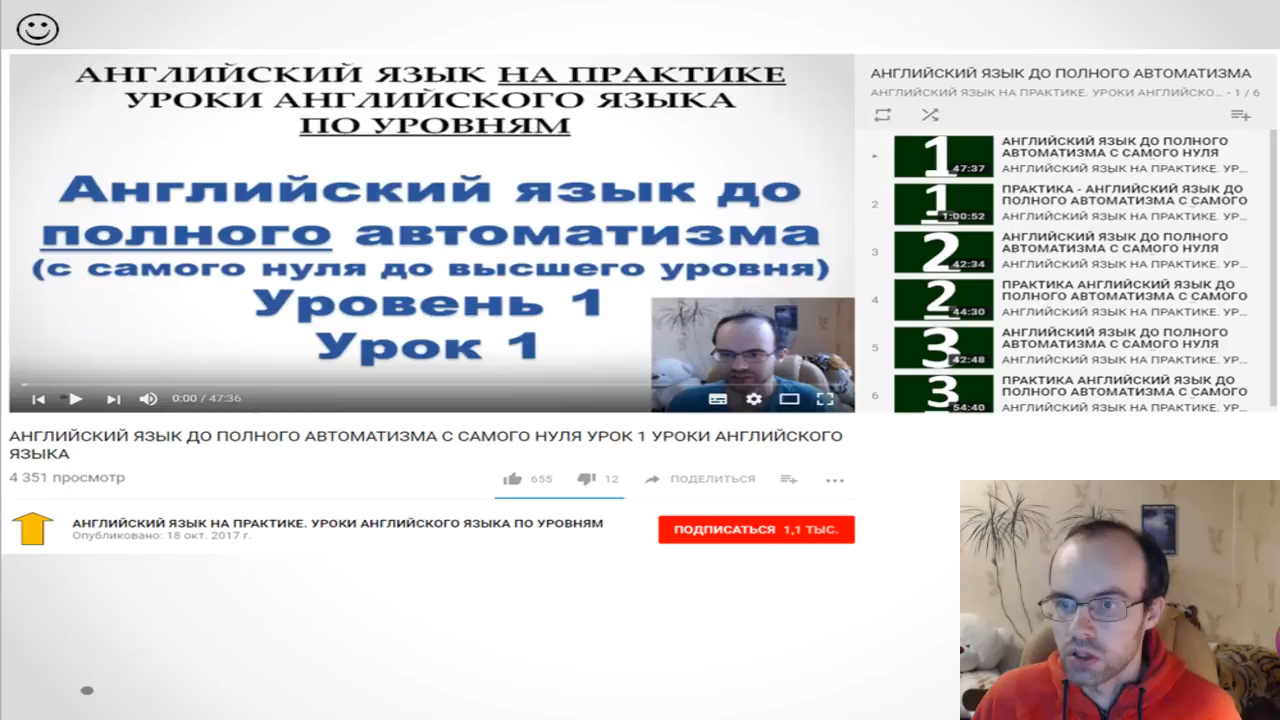 АНГЛИЙСКИЙ ЯЗЫК НА ПРАКТИКЕ
УРОКИ АНГЛИЙСКОГО ЯЗЫКА
ПО УРОВНЯМ
Английский язык до
полного автоматизма
(с самого нуля до высшего уровня)
Уровень 1
Урок 1
0:00 / 47:36
АНГЛИЙСКИЙ ЯЗЫК ДО ПОЛНОГО АВТОМАТИЗМА С САМОГО НУЛЯ УРОК 1 УРОКИ АНГЛИЙСКОГО
ЯЗЫКА
4 351 просмотр
655
12
ПОДЕЛИТЬСЯ
АНГЛИЙСКИЙ ЯЗЫК НА ПРАКТИКЕ. УРОКИ АНГЛИЙСКОГО ЯЗЫКА ПО УРОВНЯМ
Опубликовано: 18 окт. 2017 г.
ПОДПИСАТЬСЯ 1,1 ТЫС.
АНГЛИЙСКИЙ ЯЗЫК ДО ПОЛНОГО АВТОМАТИЗМА
АНГЛИЙСКИЙ ЯЗЫК НА ПРАКТИКЕ. УРОКИ АНГЛИЙСКО... - 1 / 6
1
47:37
АНГЛИЙСКИЙ ЯЗЫК ДО ПОЛНОГО
АВТОМАТИЗМА С САМОГО НУЛЯ
АНГЛИЙСКИЙ ЯЗЫК НА ПРАКТИКЕ. УР...
2
1
1:00:52
ПРАКТИКА - АНГЛИЙСКИЙ ЯЗЫК ДО
ПОЛНОГО АВТОМАТИЗМА С САМОГО
АНГЛИЙСКИЙ ЯЗЫК НА ПРАКТИКЕ. УР...
3
2
42:34
АНГЛИЙСКИЙ ЯЗЫК ДО ПОЛНОГО
АВТОМАТИЗМА С САМОГО НУЛЯ
АНГЛИЙСКИЙ ЯЗЫК НА ПРАКТИКЕ. УР...
4
2
44:30
ПРАКТИКА АНГЛИЙСКИЙ ЯЗЫК ДО
ПОЛНОГО АВТОМАТИЗМА С САМОГО
АНГЛИЙСКИЙ ЯЗЫК НА ПРАКТИКЕ. УР...
5
3
42:48
АНГЛИЙСКИЙ ЯЗЫК ДО ПОЛНОГО
АВТОМАТИЗМА С САМОГО НУЛЯ
АНГЛИЙСКИЙ ЯЗЫК НА ПРАКТИКЕ. УР...
6
3
54:40
ПРАКТИКА АНГЛИЙСКИЙ ЯЗЫК ДО
ПОЛНОГО АВТОМАТИЗМА С САМОГО
АНГЛИЙСКИЙ ЯЗЫК НА ПРАКТИКЕ. УР...